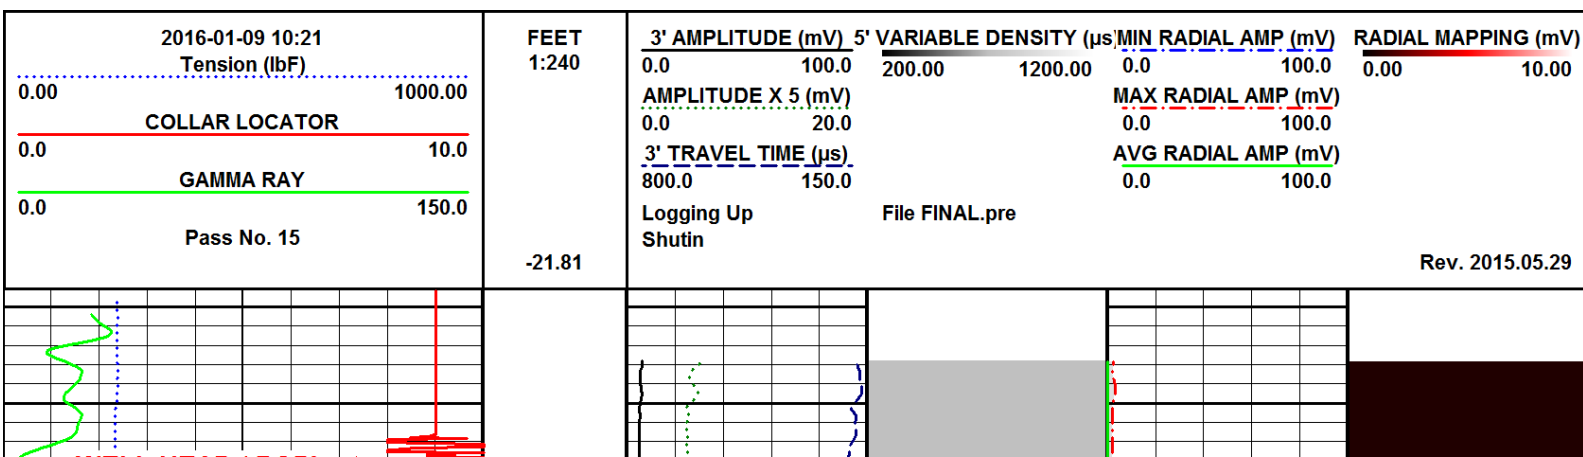 2016-01-09 10:21
Tension (lbF)
0.00 1000.00
COLLAR LOCATOR
0.0 10.0
GAMMA RAY
0.0 150.0
Pass No. 15
FEET
1:240
-21.81
3' AMPLITUDE (mV)
0.0 100.0
AMPLITUDE X 5 (mV)
0.0 20.0
3' TRAVEL TIME (µs)
800.0 150.0
Logging Up
Shutin
5' VARIABLE DENSITY (µs)
200.00 1200.00
File FINAL.pre
MIN RADIAL AMP (mV)
0.0 100.0
MAX RADIAL AMP (mV)
0.0 100.0
AVG RADIAL AMP (mV)
0.0 100.0
RADIAL MAPPING (mV)
0.00 10.00
Rev. 2015.05.29